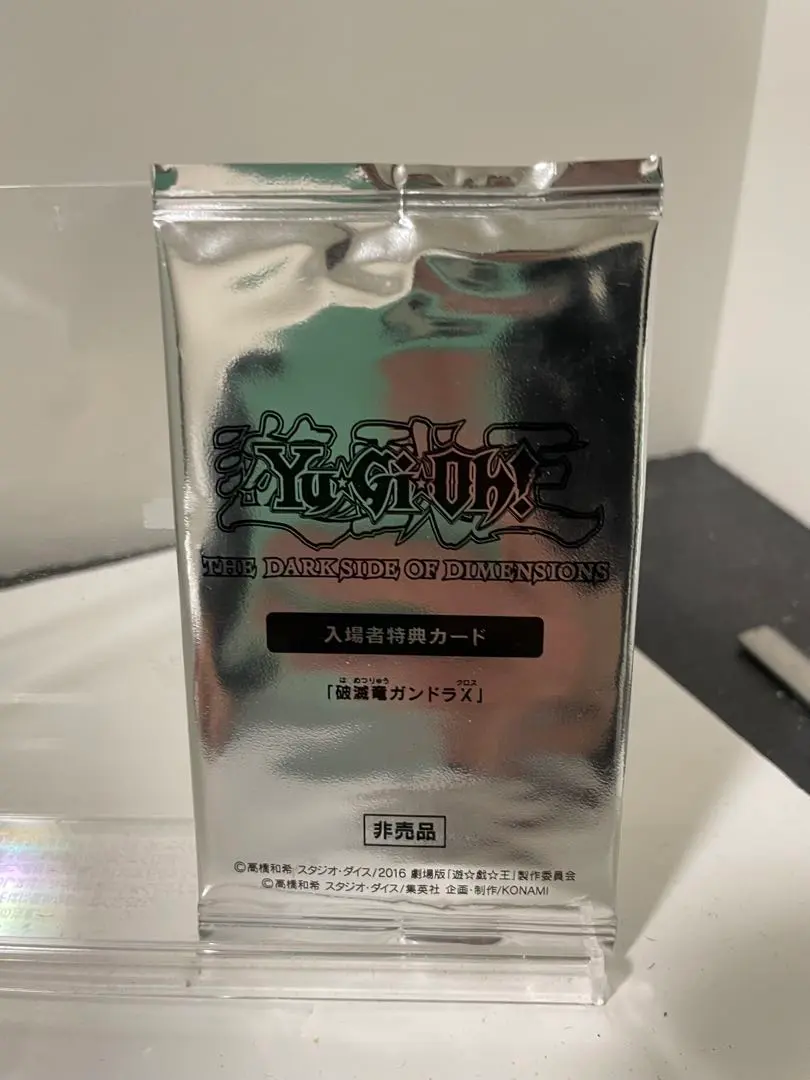 遊戯王
Yu☆Gi☆Oh!
THE DARKSIDE OF DIMENSIONS
入場者特典カード
は めつりゅう クロス
「破滅竜ガンドラX」
非売品
©高橋和希 スタジオ・ダイス/2016 劇場版「遊☆戯☆王」製作委員会
©高橋和希 スタジオ・ダイス/集英社 企画・制作/KONAMI